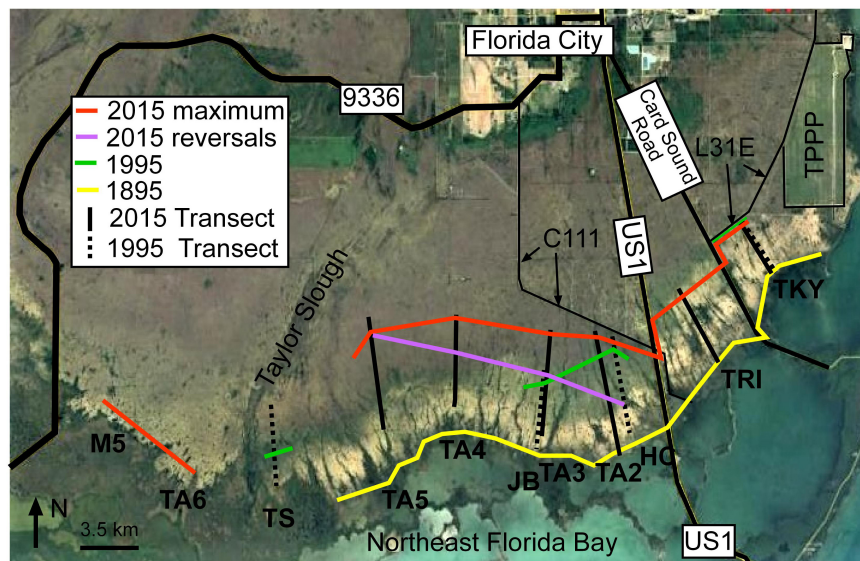 Florida City
9336
2015 maximum
2015 reversals
1995
1895
2015 Transect
1995 Transect
Card Sound
Road
L31E
TPPP
C111
US1
Taylor Slough
TKY
TRI
M5
TA6
TS
TA5
TA4
JB
TA3
TA2
HC
N
3.5 km
Northeast Florida Bay
US1